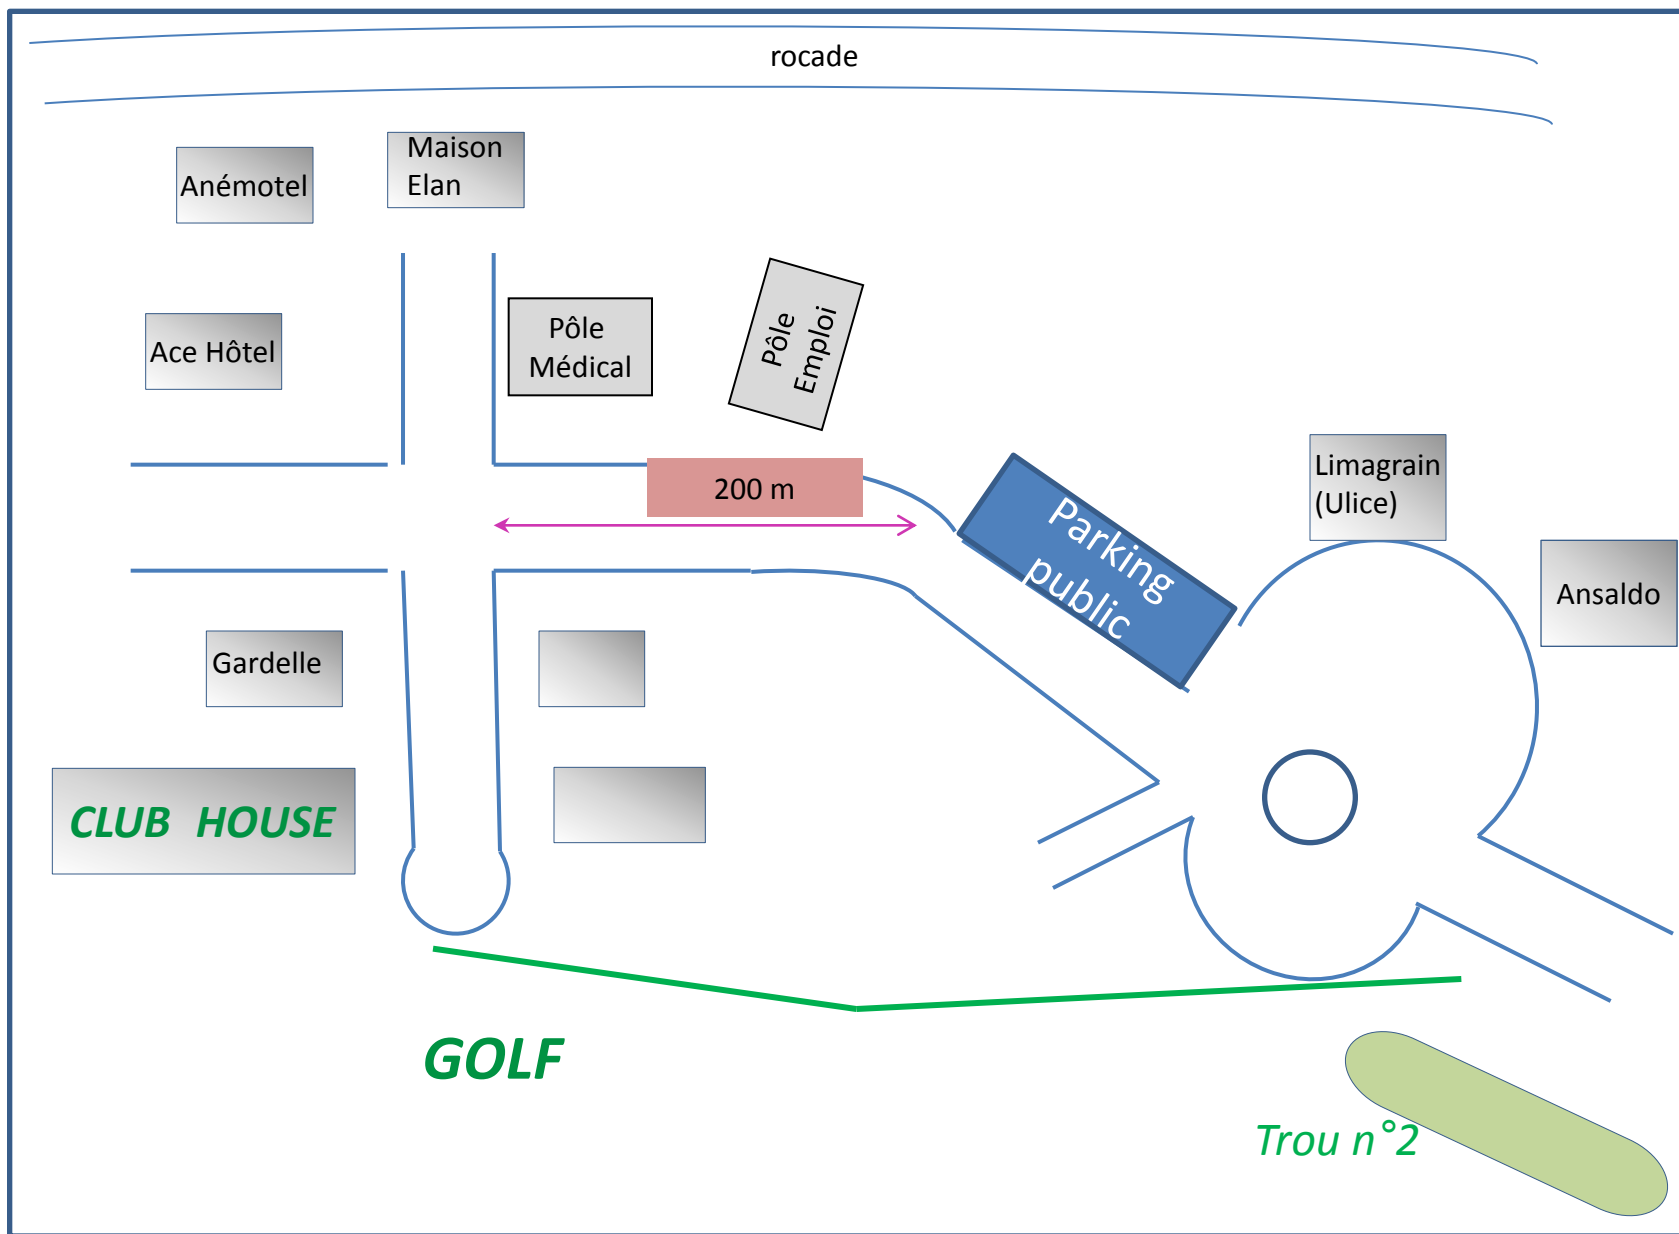 rocade
Anémotel
Maison
Elan
Ace Hôtel
Pôle
Médical
Pôle
Emploi
200 m
Parking
public
Limagrain
(Ulice)
Ansaldo
Gardelle
CLUB HOUSE
GOLF
Trou n°2